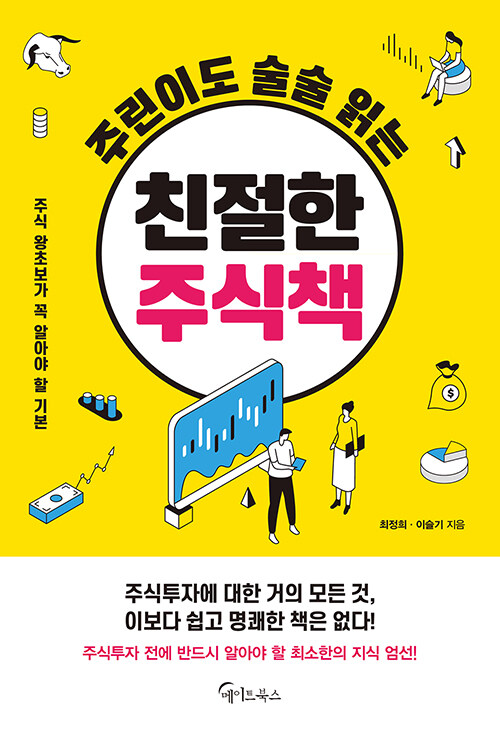 주린이도 술술 읽는
친절한
주식책
주식 왕초보가 꼭 알아야 할 기본
$
최정희 · 이슬기 지음
주식투자에 대한 거의 모든 것,
이보다 쉽고 명쾌한 책은 없다!
주식투자 전에 반드시 알아야 할 최소한의 지식 엄선!
메이트북스